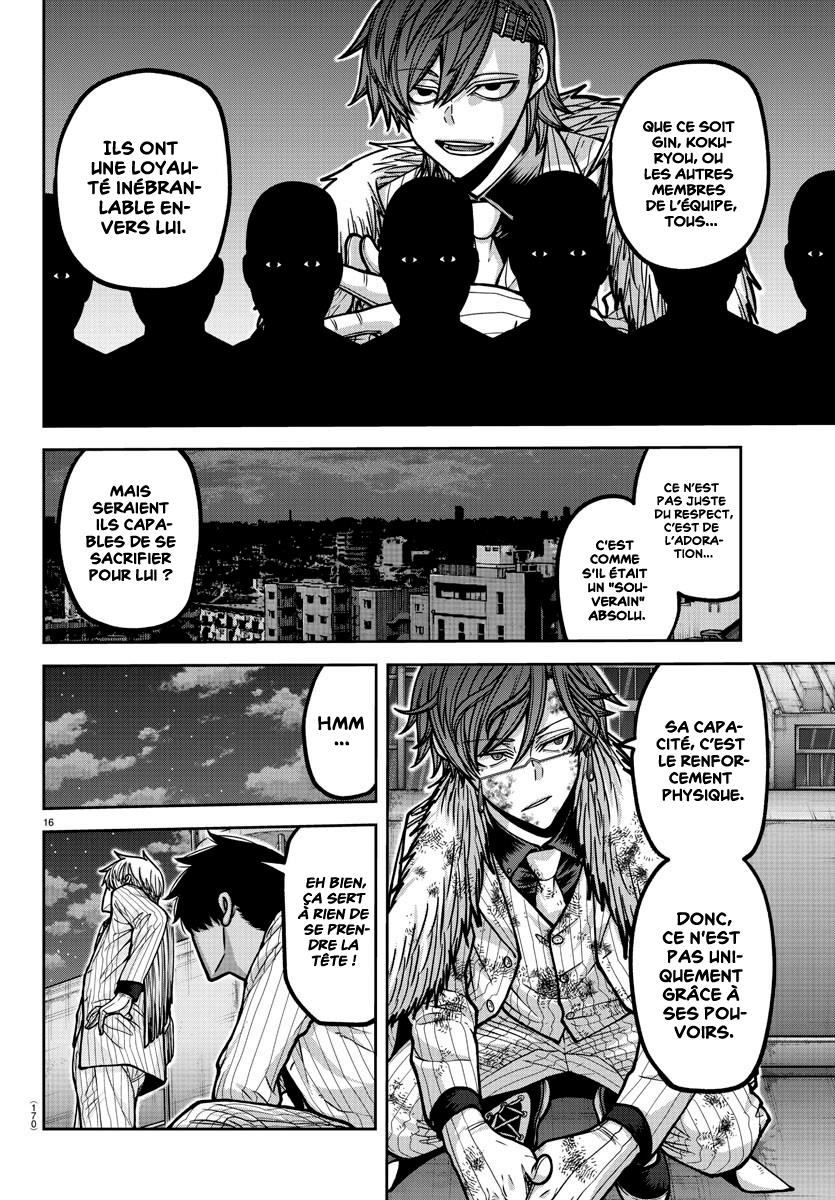 QUE CE SOIT
GIN, KOKU-
RYOU, OU
LES AUTRES
MEMBRES
DE L'ÉQUIPE,
TOUS...
ILS ONT
UNE LOYAU-
TÉ INÉBRAN-
LABLE EN-
VERS LUI.
CE N'EST
PAS JUSTE
DU RESPECT,
C'EST DE
L'ADORA-
TION...
C'EST
COMME
S'IL ÉTAIT
UN "SOU-
VERAIN"
ABSOLU.
MAIS
SERAIENT
ILS CAPA-
BLES DE SE
SACRIFIER
POUR LUI ?
SA CAPA-
CITÉ, C'EST
LE RENFOR-
CEMENT
PHYSIQUE.
DONC,
CE N'EST
PAS UNI-
QUEMENT
GRÂCE À
SES POU-
VOIRS.
HMM
...
16
EH BIEN,
ÇA SERT
À RIEN DE
SE PREN-
DRE LA
TÊTE !
(170)